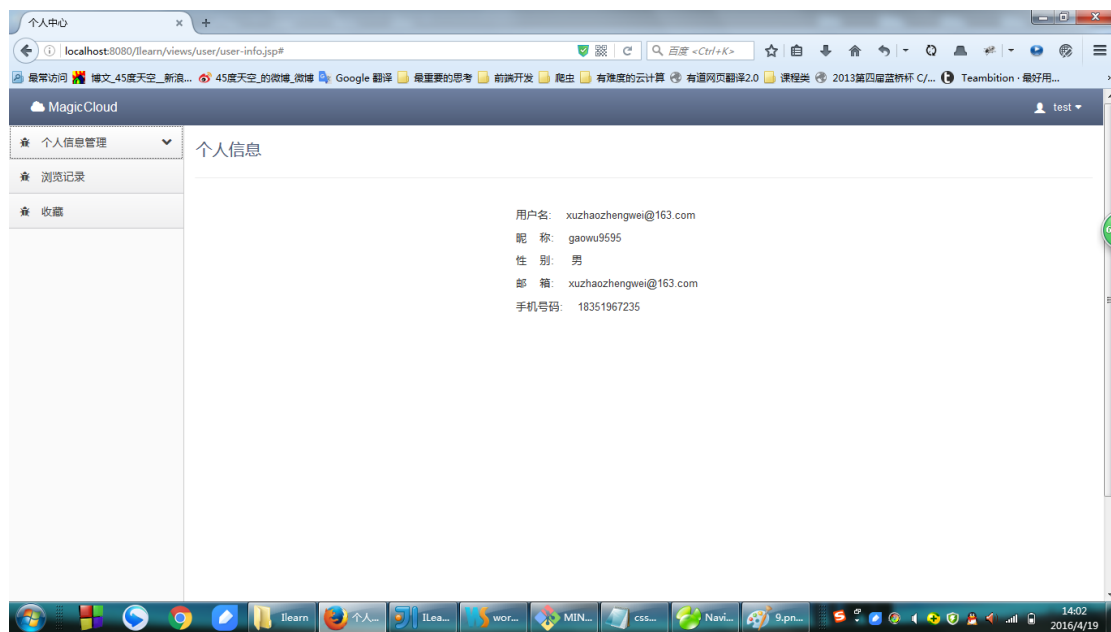 个人中心
localhost:8080/Ilearn/views/user/user-info.jsp#
百度 <Ctrl+K>
最常访问 博文_45度天空__新浪... 45度天空_的微博_微博 Google 翻译 最重要的思考 前端开发 爬虫 有难度的云计算 有道网页翻译2.0 课程类 2013第四届蓝桥杯 C/... Teambition · 最好用...
MagicCloud test
个人信息管理
浏览记录
收藏
个人信息
用户名: xuzhaozhengwei@163.com
昵 称: gaowu9595
性 别: 男
邮 箱: xuzhaozhengwei@163.com
手机号码: 18351967235
Ilearn 个人... ILea... wor... MIN... css... Navi... 9.pn... 14:02
2016/4/19